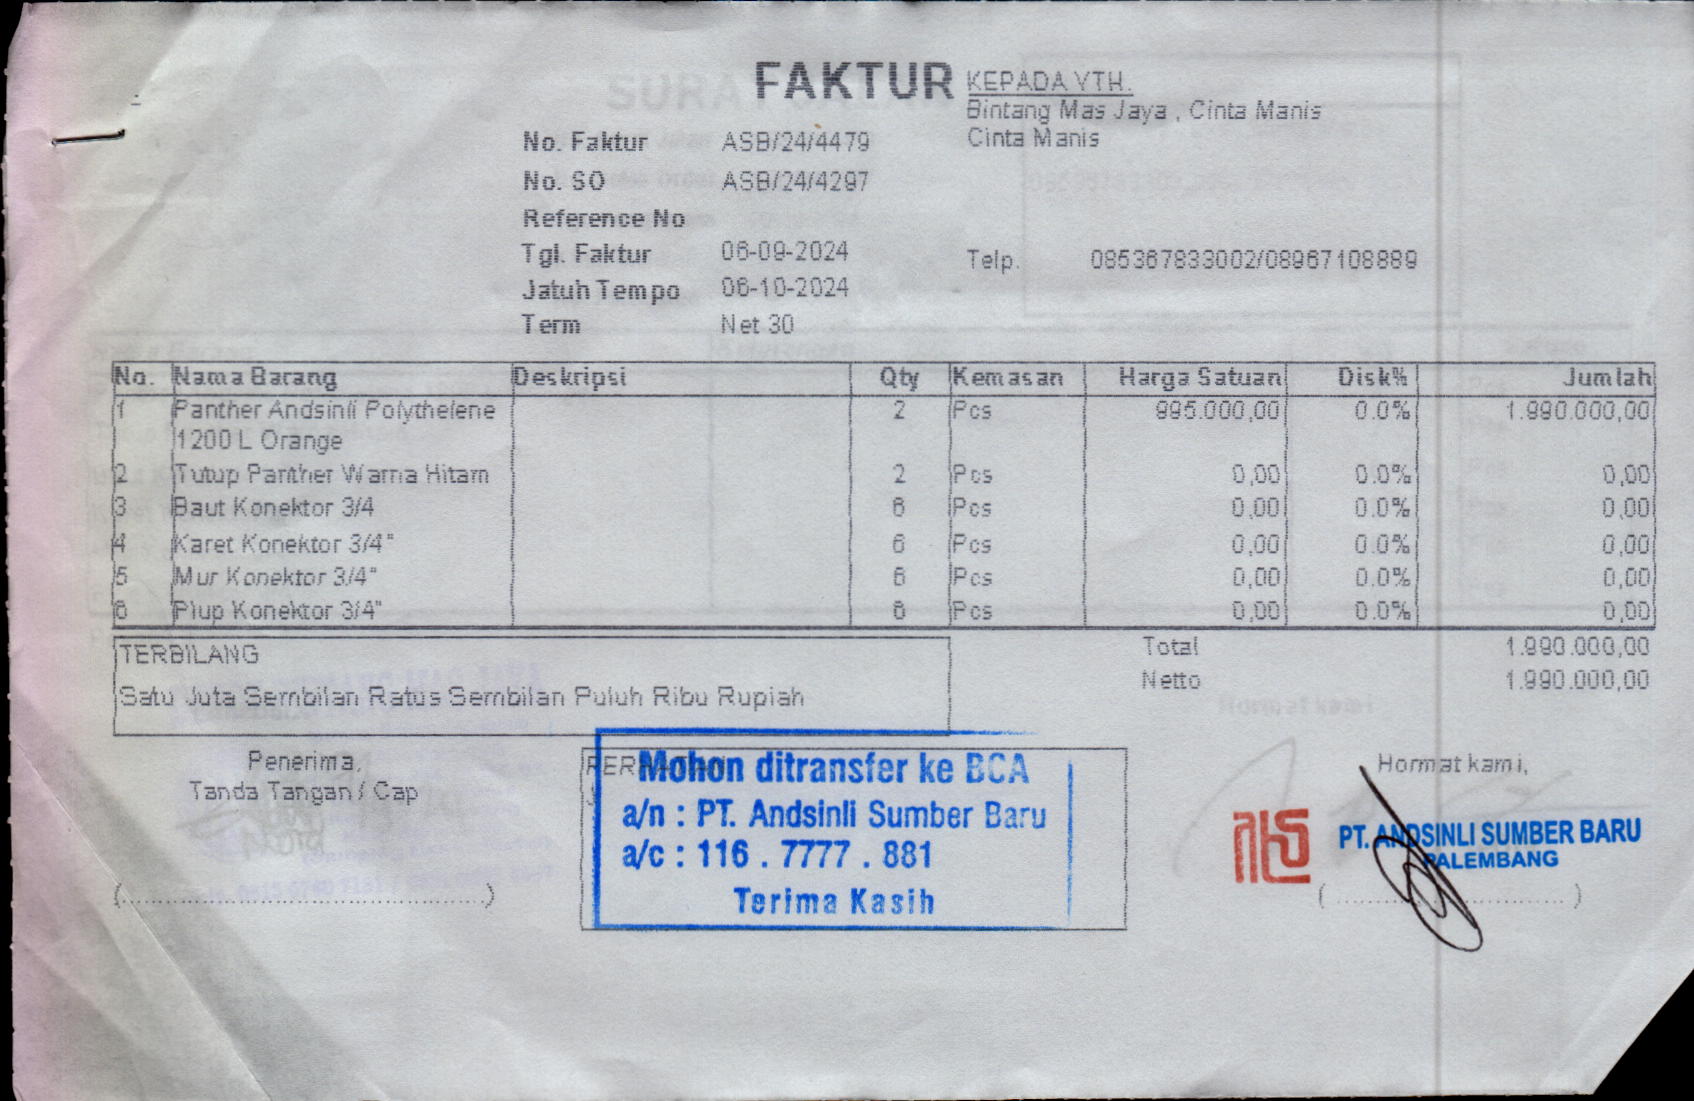 FAKTUR
KEPADA YTH.
Bintang Mas Jaya , Cinta Manis
Cinta Manis
No. Faktur ASB/24/4479
No. SO ASB/24/4297
Reference No
Tgl. Faktur 06-09-2024
Telp. 085367833002/08967108889
Jatuh Tempo 06-10-2024
Term Net 30
No. Nama Barang Deskripsi Qty Kemasan Harga Satuan Disk% Jumlah
1 Panther Andsinli Polythelene 2 Pcs 995.000,00 0.0% 1.990.000,00
1200 L Orange
2 Tutup Panther Warna Hitam 2 Pcs 0,00 0.0% 0,00
3 Baut Konektor 3/4 6 Pcs 0,00 0.0% 0,00
4 Karet Konektor 3/4" 6 Pcs 0,00 0.0% 0,00
5 Mur Konektor 3/4" 6 Pcs 0,00 0.0% 0,00
6 Plup Konektor 3/4" 6 Pcs 0,00 0.0% 0,00
TERBILANG
Satu Juta Sembilan Ratus Sembilan Puluh Ribu Rupiah
Total 1.990.000,00
Netto 1.990.000,00
Penerima,
Tanda Tangan / Cap
Mohon ditransfer ke BCA
a/n : PT. Andsinli Sumber Baru
a/c : 116 . 7777 . 881
Terima Kasih
Hormat kami,
PT. ANDSINLI SUMBER BARU
PALEMBANG